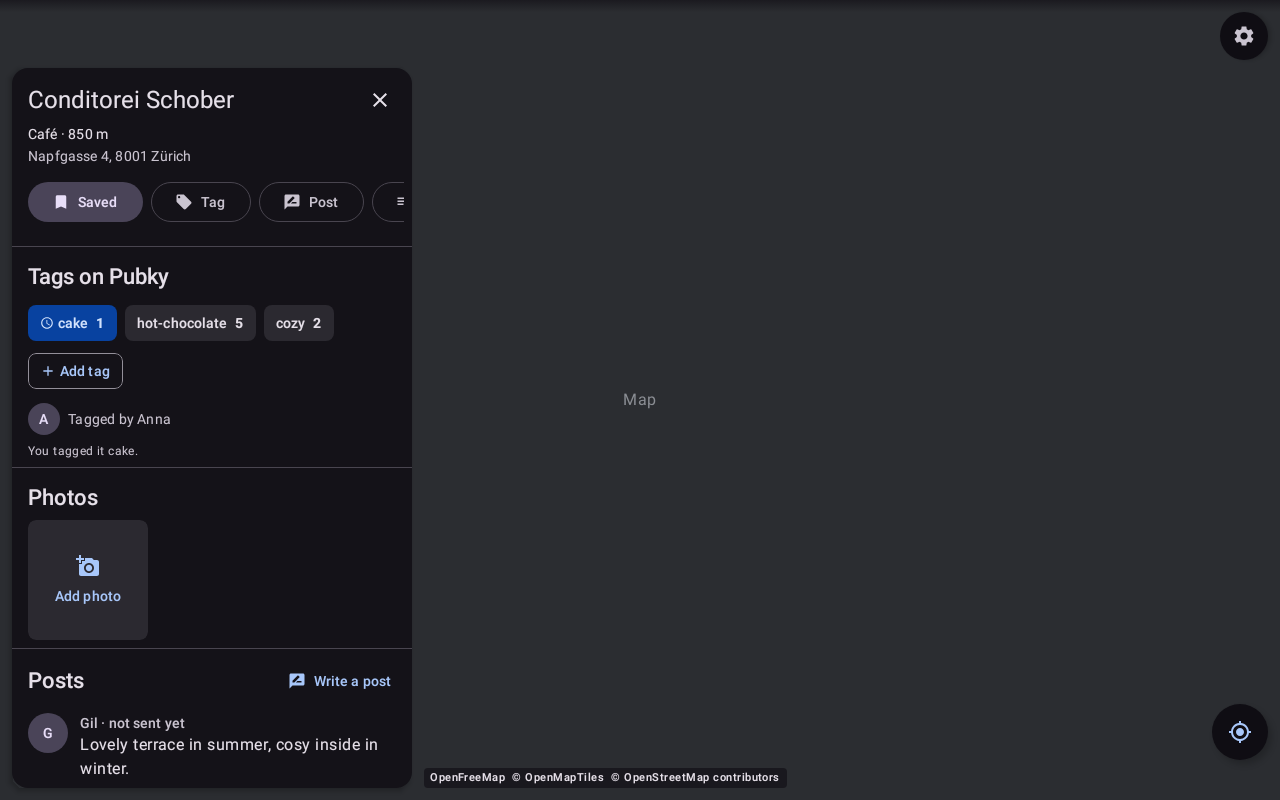 Conditorei Schober
Café · 850 m
Napfgasse 4, 8001 Zürich
Saved
Tag
Post
Tags on Pubky
cake 1
hot-chocolate 5
cozy 2
+ Add tag
A
Tagged by Anna
You tagged it cake.
Photos
Add photo
Posts
Write a post
G
Gil · not sent yet
Lovely terrace in summer, cosy inside in
winter.
Map
OpenFreeMap © OpenMapTiles © OpenStreetMap contributors